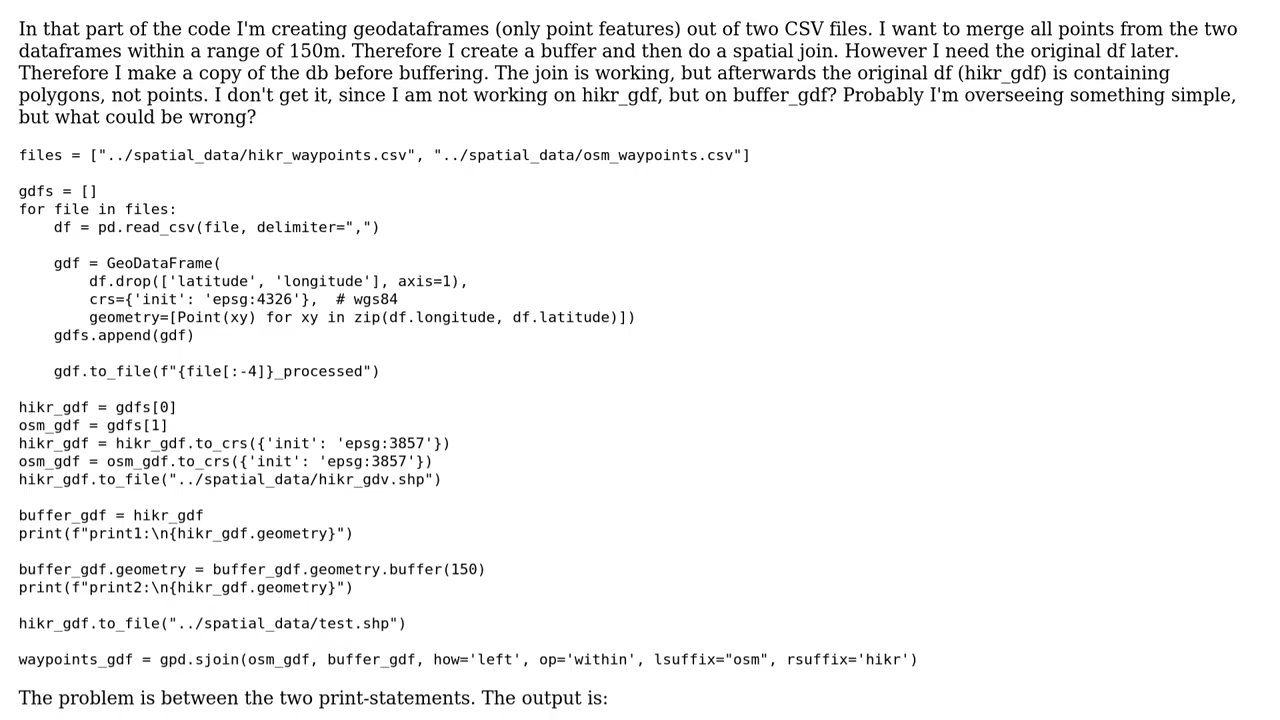 In that part of the code I'm creating geodataframes (only point features) out of two CSV files. I want to merge all points from the two
dataframes within a range of 150m. Therefore I create a buffer and then do a spatial join. However I need the original df later.
Therefore I make a copy of the db before buffering. The join is working, but afterwards the original df (hikr_gdf) is containing
polygons, not points. I don't get it, since I am not working on hikr_gdf, but on buffer_gdf? Probably I'm overseeing something simple,
but what could be wrong?
files = ["../spatial_data/hikr_waypoints.csv", "../spatial_data/osm_waypoints.csv"]
gdfs = []
for file in files:
    df = pd.read_csv(file, delimiter=",")
    gdf = GeoDataFrame(
        df.drop(['latitude', 'longitude'], axis=1),
        crs={'init': 'epsg:4326'},  # wgs84
        geometry=[Point(xy) for xy in zip(df.longitude, df.latitude)])
    gdfs.append(gdf)
    gdf.to_file(f"{file[:-4]}_processed")
hikr_gdf = gdfs[0]
osm_gdf = gdfs[1]
hikr_gdf = hikr_gdf.to_crs({'init': 'epsg:3857'})
osm_gdf = osm_gdf.to_crs({'init': 'epsg:3857'})
hikr_gdf.to_file("../spatial_data/hikr_gdv.shp")
buffer_gdf = hikr_gdf
print(f"print1:\n{hikr_gdf.geometry}")
buffer_gdf.geometry = buffer_gdf.geometry.buffer(150)
print(f"print2:\n{hikr_gdf.geometry}")
hikr_gdf.to_file("../spatial_data/test.shp")
waypoints_gdf = gpd.sjoin(osm_gdf, buffer_gdf, how='left', op='within', lsuffix="osm", rsuffix='hikr')
The problem is between the two print-statements. The output is: